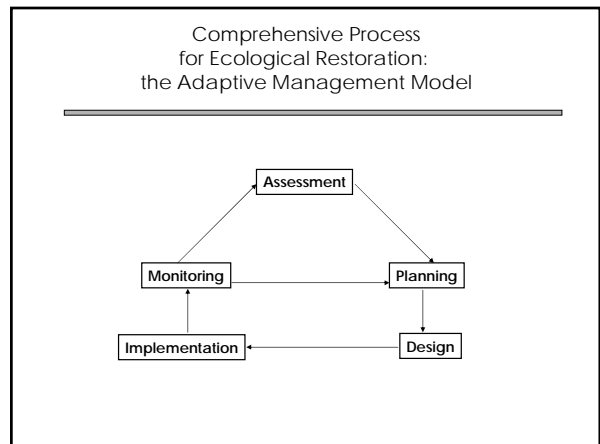 Comprehensive Process
for Ecological Restoration:
the Adaptive Management Model
Assessment
Monitoring
Planning
Implementation
Design